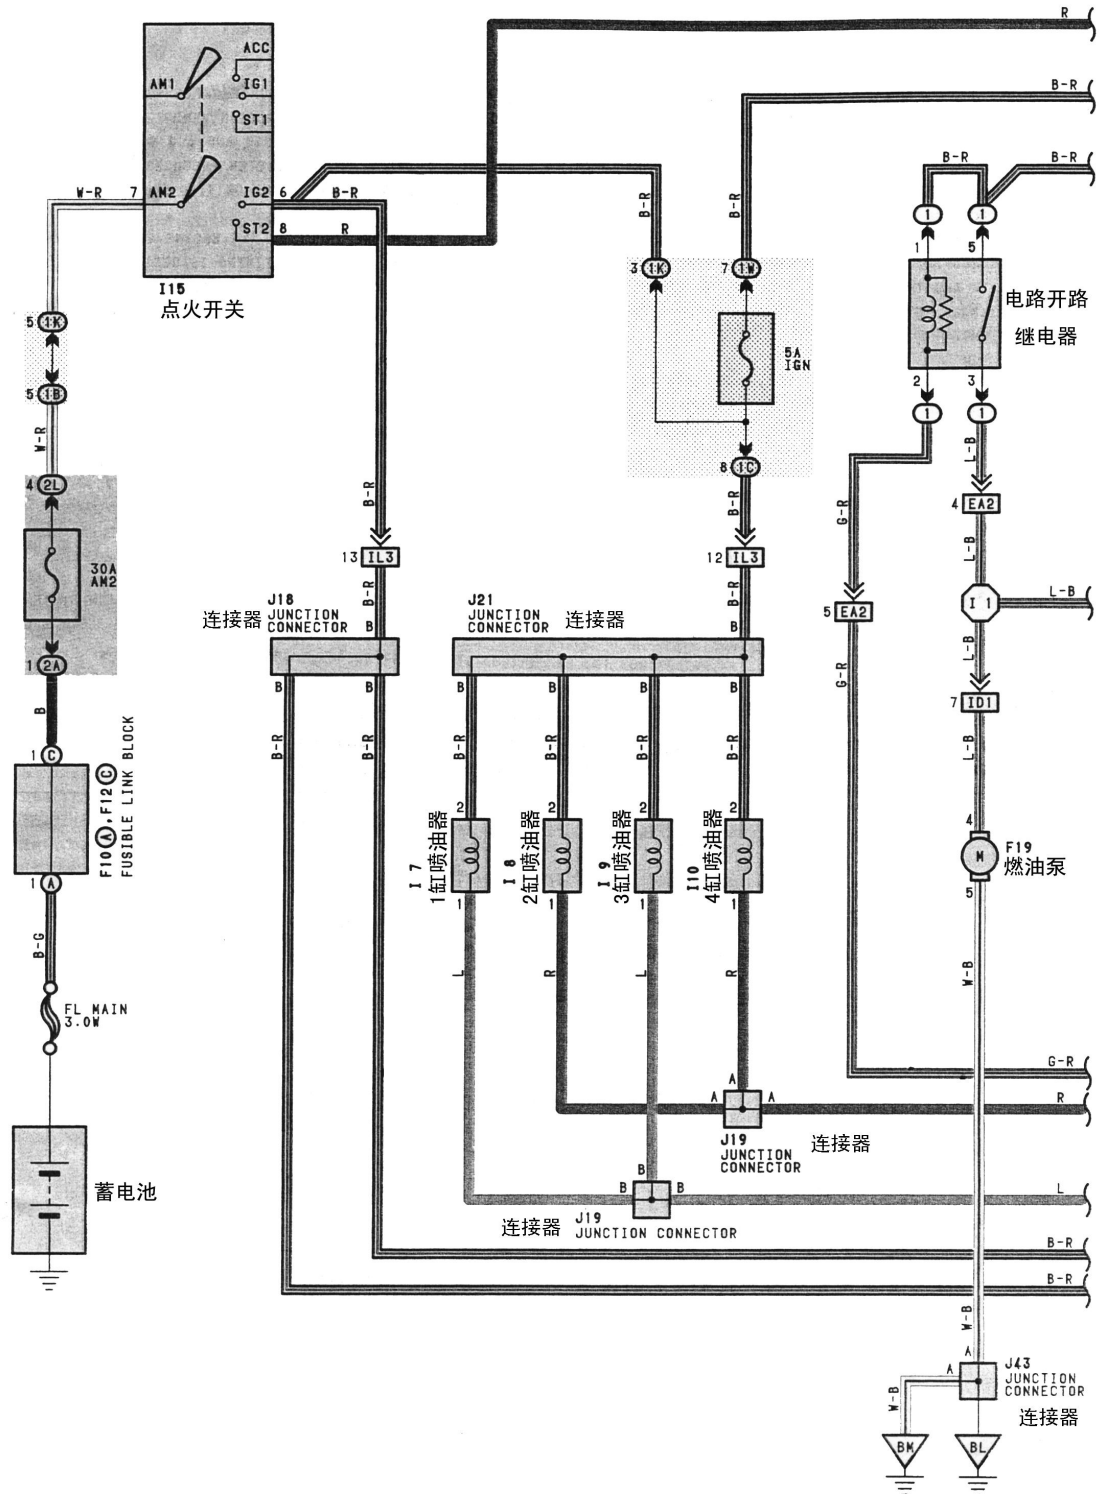 R
B-R
ACC
AM1
IG1
ST1
B-R
B-R
W-R
7
AM2
IG2
6
B-R
ST2
8
R
B-R
B-R
1
1
1
5
I15
点火开关
3
1K
7
1W
电路开路
继电器
5
1K
5A
IGN
2
3
5
1B
1
1
W-R
8
1C
L-B
4
2L
B-R
B-R
G-R
4
EA2
30A
AM2
13
IL3
12
IL3
L-B
连接器
J18
JUNCTION
CONNECTOR
B-R
B
J21
JUNCTION
CONNECTOR
连接器
B-R
B
5
EA2
I 1
L-B
1
2A
L-B
G-R
B
B
B
B
B
B
B
7
ID1
B-R
B-R
B-R
B-R
B-R
B-R
L-B
1
C
F10 A, F12 C
FUSIBLE LINK BLOCK
2
2
2
2
4
I 7
1缸喷油器
I 8
2缸喷油器
I 9
3缸喷油器
I10
4缸喷油器
M
F19
燃油泵
1
A
1
1
1
1
5
B-G
L
R
L
R
W-B
FL MAIN
3.0W
G-R
A
A
A
R
J19
JUNCTION
CONNECTOR
连接器
蓄电池
B
B
B
L
连接器
J19
JUNCTION CONNECTOR
B-R
B-R
W-B
A
A
J43
JUNCTION
CONNECTOR
连接器
W-B
BM
BL